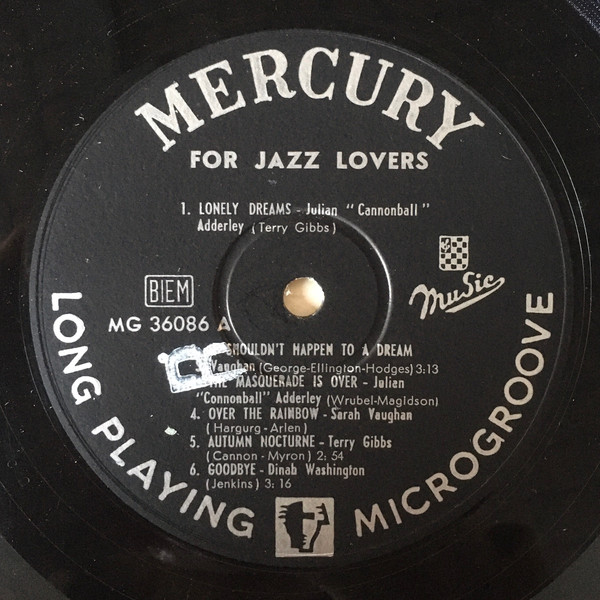 MERCURY
FOR JAZZ LOVERS
1. LONELY DREAMS - Julian "Cannonball"
Adderley (Terry Gibbs)
BIEM
MuSic
MG 36086 A
SHOULDN'T HAPPEN TO A DREAM
Vaughan (George-Ellington-Hodges) 3:13
THE MASQUERADE IS OVER - Julian
"Connonball" Adderley (Wrubel-Magidson)
4. OVER THE RAINBOW - Sarah Vaughan
(Hargurg-Arlen)
5. AUTUMN NOCTURNE - Terry Gibbs
(Cannon-Myron) 2:54
6. GOODBYE - Dinah Washington
(Jenkins) 3:16
LONG PLAYING MICROGROOVE